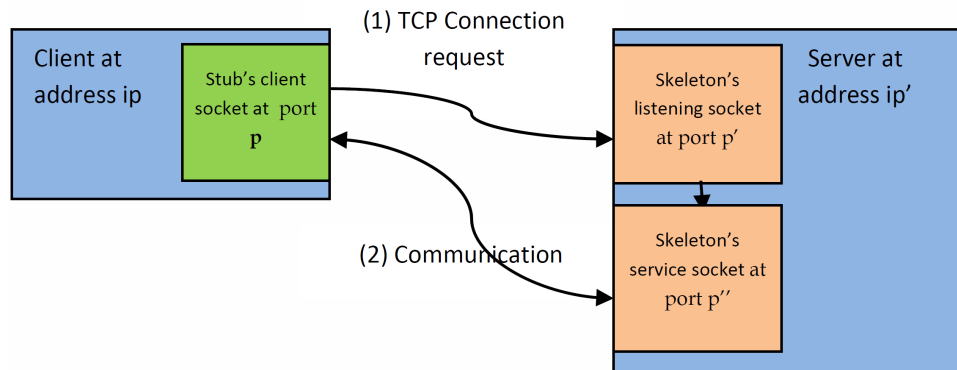 (1) TCP Connection
request
Client at
address ip
Stub’s client
socket at port
p
Skeleton’s
listening socket
at port p′
Server at
address ip’
(2) Communication
Skeleton’s
service socket at
port p′′